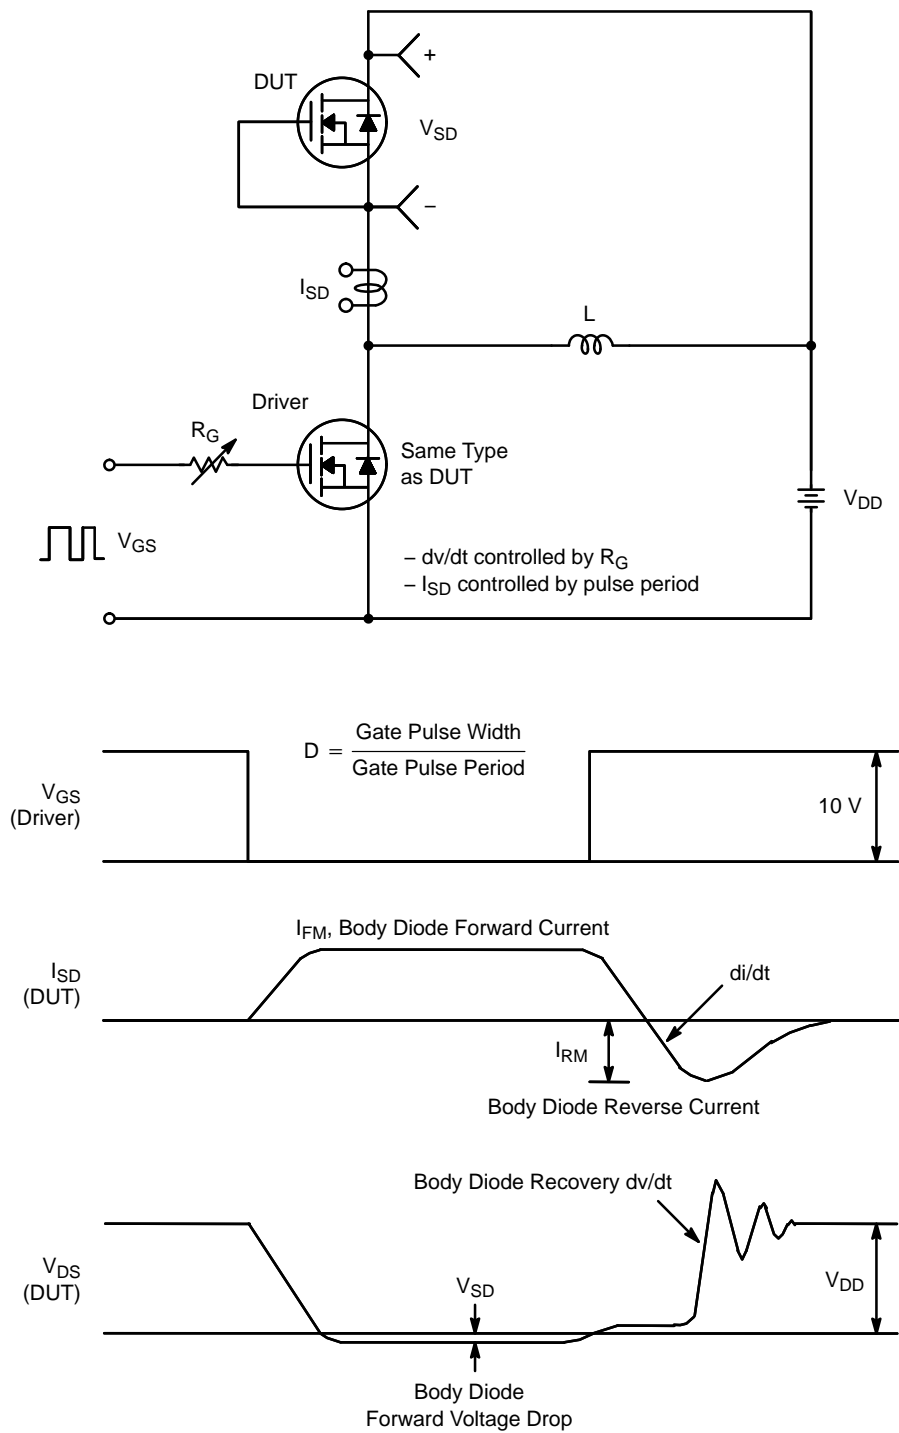 +
DUT
V_SD
−
I_SD
L
Driver
R_G
Same Type
as DUT
V_DD
V_GS
− dv/dt controlled by R_G
− I_SD controlled by pulse period
D = Gate Pulse Width
Gate Pulse Period
V_GS
(Driver)
10 V
I_FM, Body Diode Forward Current
I_SD
(DUT)
di/dt
I_RM
Body Diode Reverse Current
Body Diode Recovery dv/dt
V_DS
(DUT)
V_SD
V_DD
Body Diode
Forward Voltage Drop